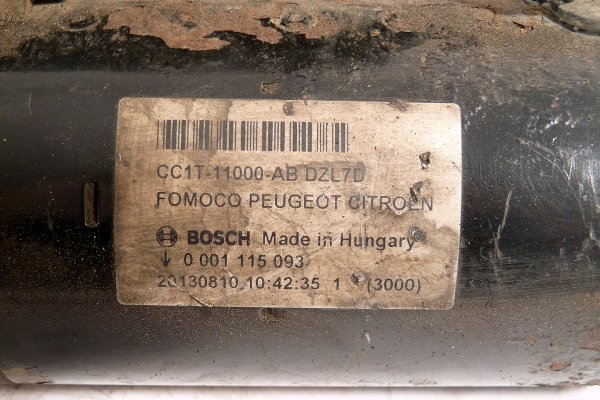 CC1T-11000-AB DZL7D
FOMOCO PEUGEOT CITROEN
BOSCH Made in Hungary
↓ 0 001 115 093
20130810 10:42:35 1 (3000)